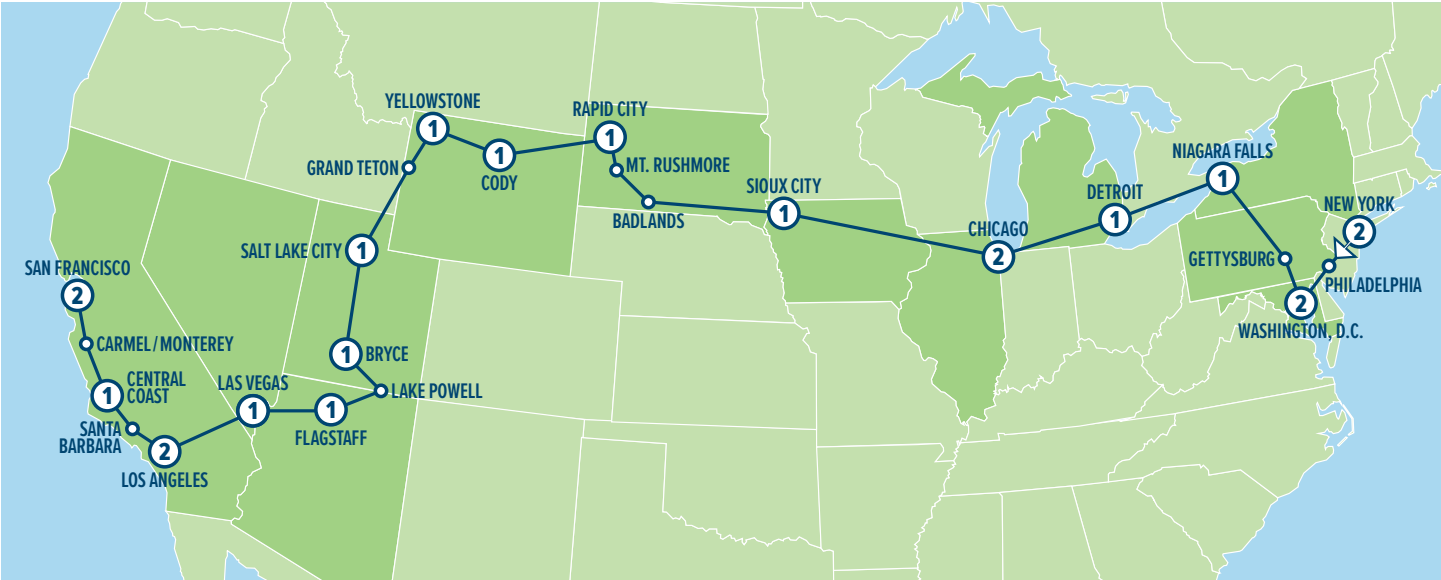 YELLOWSTONE
1
GRAND TETON
1
CODY
RAPID CITY
1
MT. RUSHMORE
BADLANDS
SIOUX CITY
1
CHICAGO
2
DETROIT
1
NIAGARA FALLS
1
NEW YORK
2
GETTYSBURG
PHILADELPHIA
2
WASHINGTON, D.C.
SALT LAKE CITY
1
SAN FRANCISCO
2
CARMEL/MONTEREY
1
CENTRAL
COAST
SANTA
BARBARA
2
LOS ANGELES
LAS VEGAS
1
1
FLAGSTAFF
1
BRYCE
LAKE POWELL